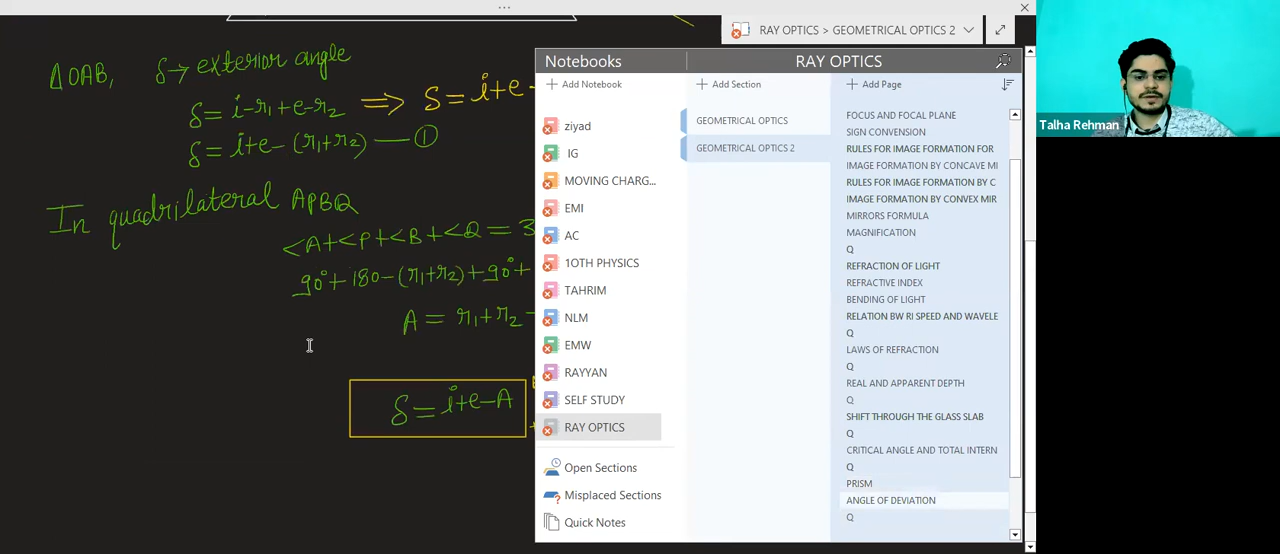 RAY OPTICS > GEOMETRICAL OPTICS 2
ΔOAB, δ → exterior angle
δ = i - r1 + e - r2 ⟹ δ = i + e -
δ = i + e - (r1 + r2) — ①
In quadrilateral APBQ
<A + <P + <B + <Q = 3
90° + 180 - (r1 + r2) + 90° +
A = r1 + r2 -
δ = i + e - A
Notebooks
+ Add Notebook
ziyad
IG
MOVING CHARG...
EMI
AC
1OTH PHYSICS
TAHRIM
NLM
EMW
RAYYAN
SELF STUDY
RAY OPTICS
Open Sections
Misplaced Sections
Quick Notes
RAY OPTICS
+ Add Section
GEOMETRICAL OPTICS
GEOMETRICAL OPTICS 2
+ Add Page
FOCUS AND FOCAL PLANE
SIGN CONVENSION
RULES FOR IMAGE FORMATION FOR
IMAGE FORMATION BY CONCAVE MI
RULES FOR IMAGE FORMATION BY C
IMAGE FORMATION BY CONVEX MIR
MIRRORS FORMULA
MAGNIFICATION
Q
REFRACTION OF LIGHT
REFRACTIVE INDEX
BENDING OF LIGHT
RELATION BW RI SPEED AND WAVELE
Q
LAWS OF REFRACTION
Q
REAL AND APPARENT DEPTH
Q
SHIFT THROUGH THE GLASS SLAB
Q
CRITICAL ANGLE AND TOTAL INTERN
Q
PRISM
ANGLE OF DEVIATION
Q
Talha Rehman